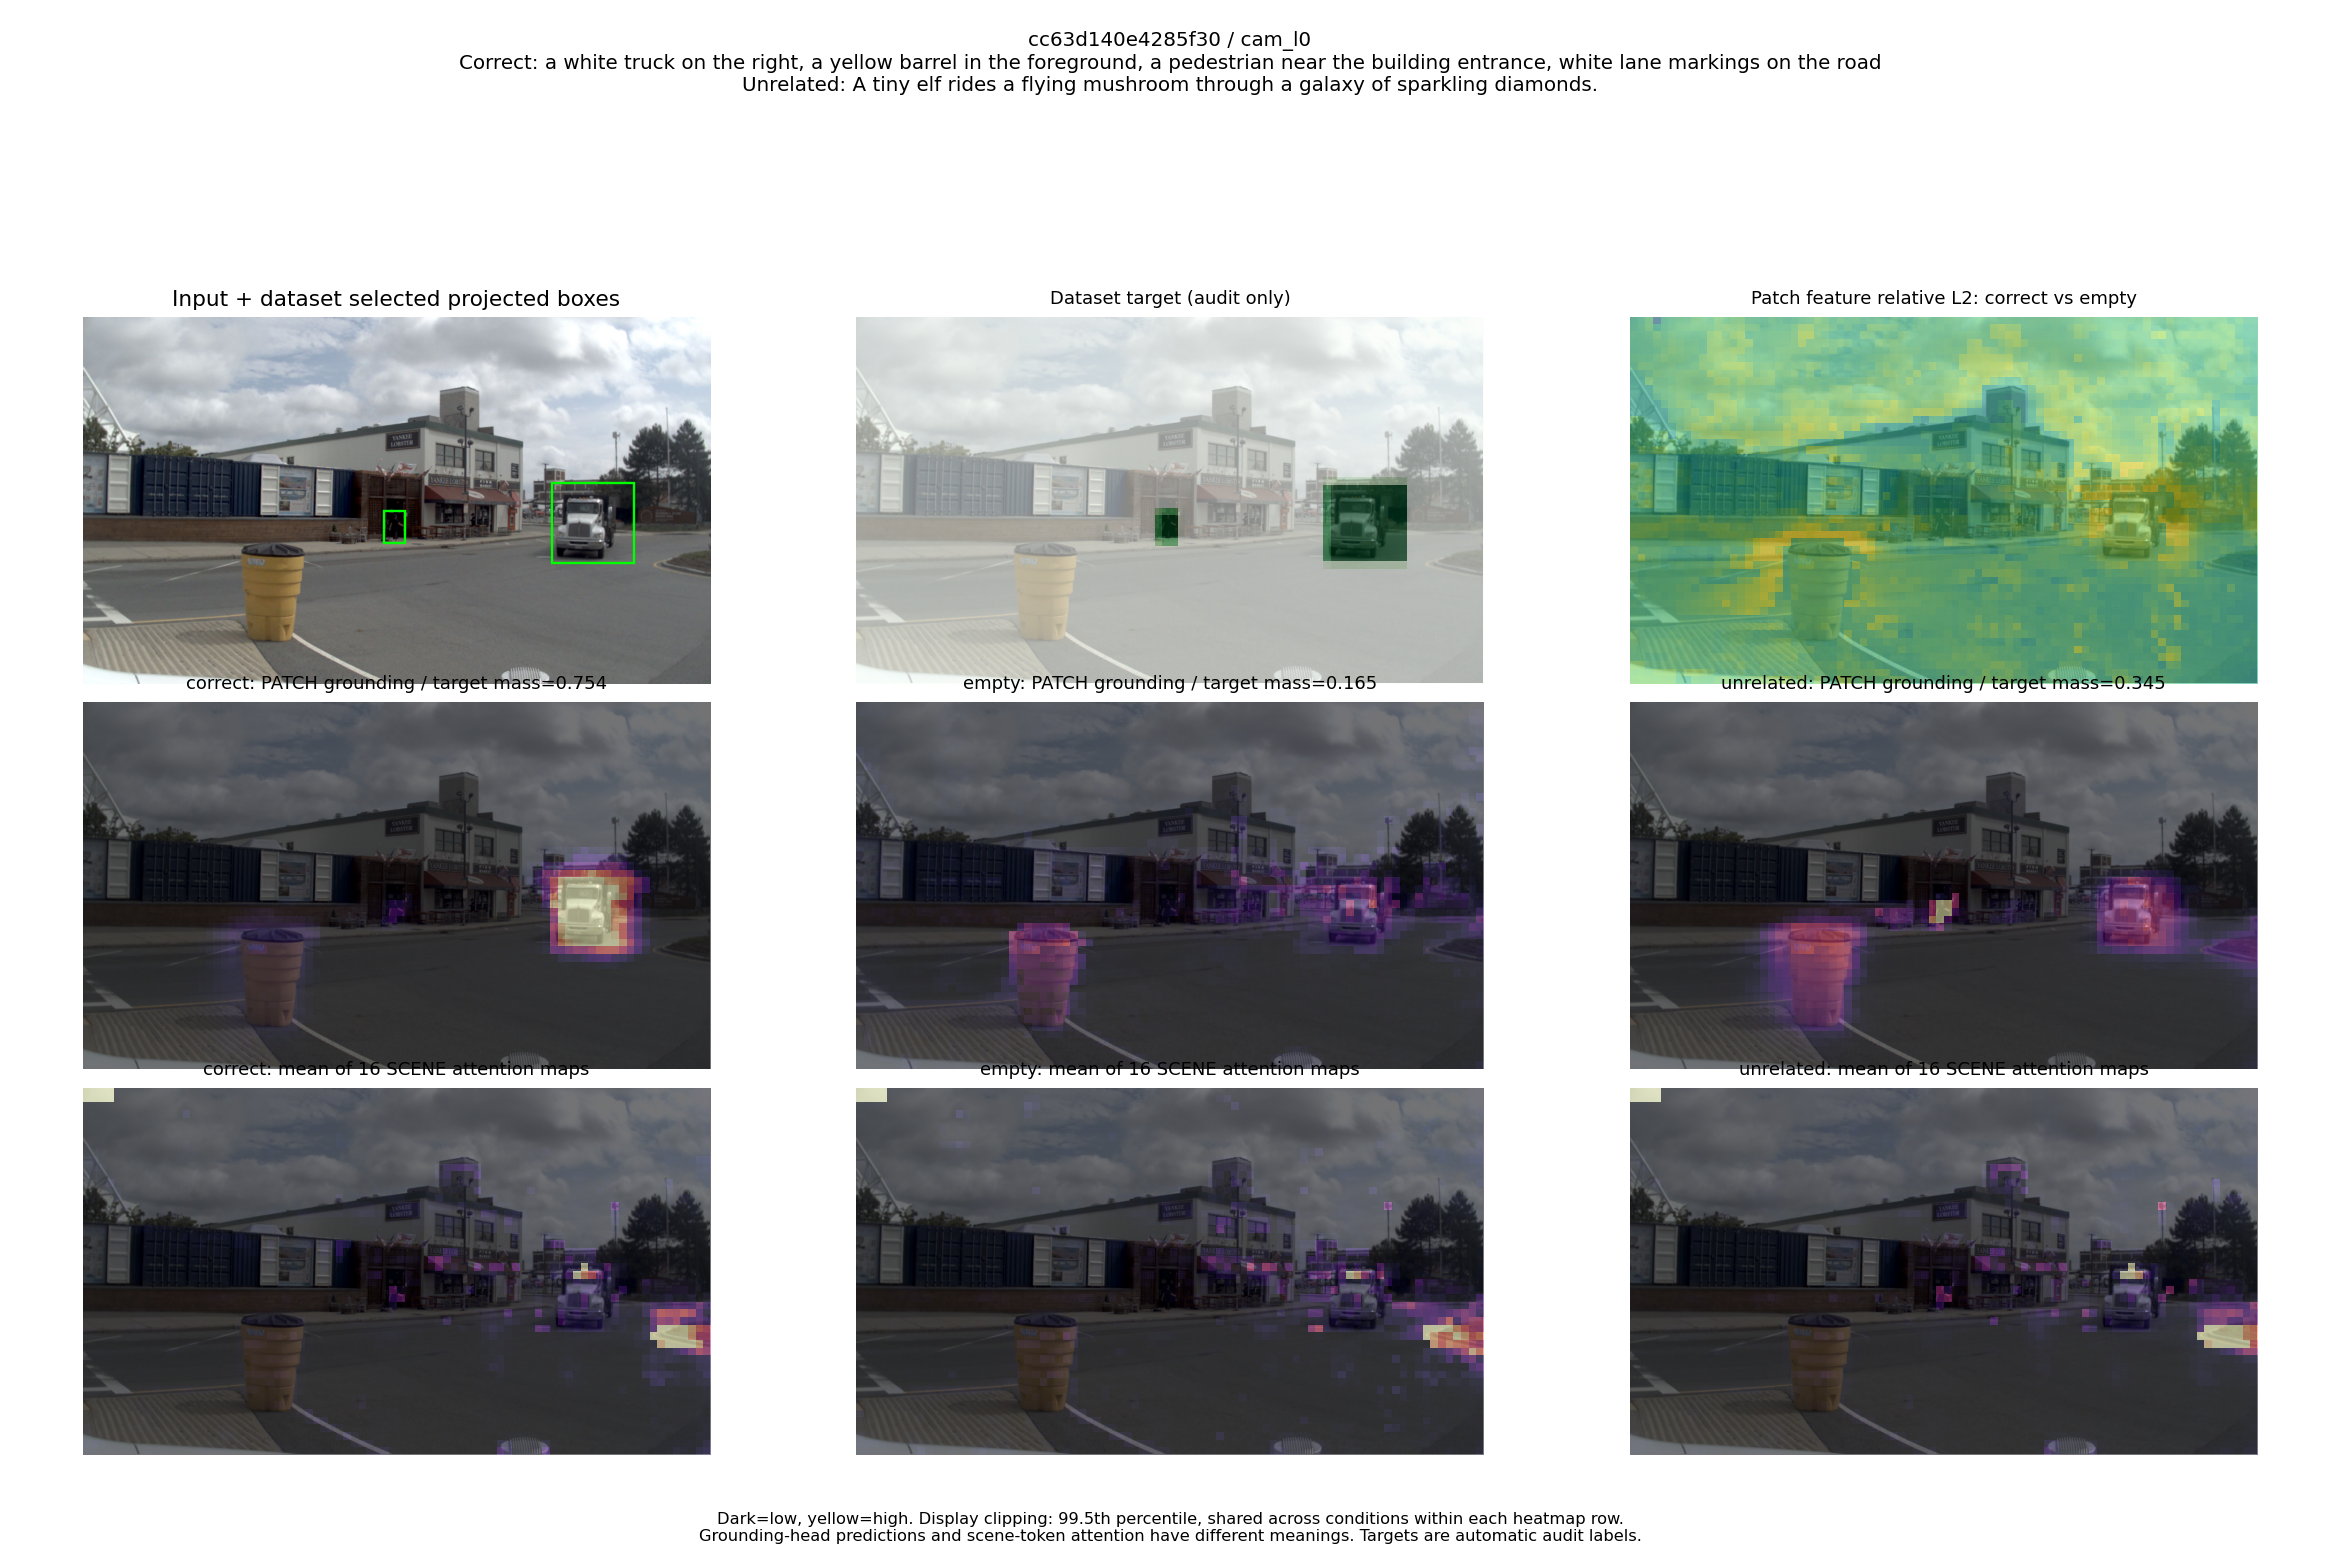 cc63d140e4285f30 / cam_l0
Correct: a white truck on the right, a yellow barrel in the foreground, a pedestrian near the building entrance, white lane markings on the road
Unrelated: A tiny elf rides a flying mushroom through a galaxy of sparkling diamonds.
Input + dataset selected projected boxes
Dataset target (audit only)
Patch feature relative L2: correct vs empty
YANKEE
LOBSTER
YANKEE
LOBSTER
correct: PATCH grounding / target mass=0.754
empty: PATCH grounding / target mass=0.165
unrelated: PATCH grounding / target mass=0.345
correct: mean of 16 SCENE attention maps
empty: mean of 16 SCENE attention maps
unrelated: mean of 16 SCENE attention maps
Dark=low, yellow=high. Display clipping: 99.5th percentile, shared across conditions within each heatmap row.
Grounding-head predictions and scene-token attention have different meanings. Targets are automatic audit labels.